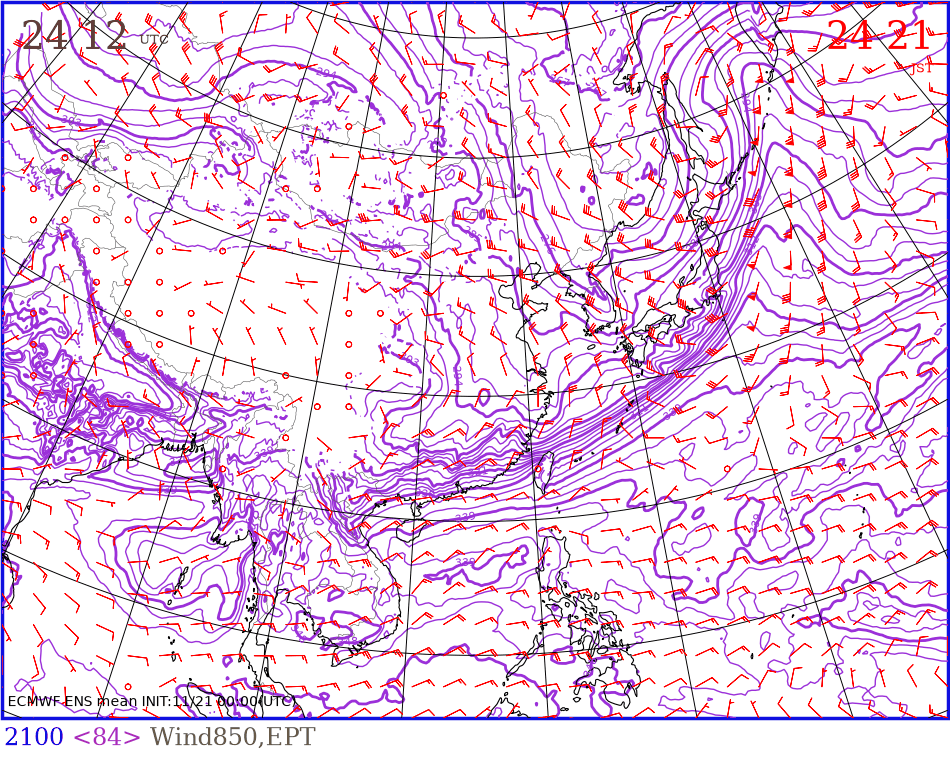 24 12 UTC
24 21
JST
ECMWF-ENS mean INIT:11/21 00:00(UTC)
2100 <84> Wind850,EPT